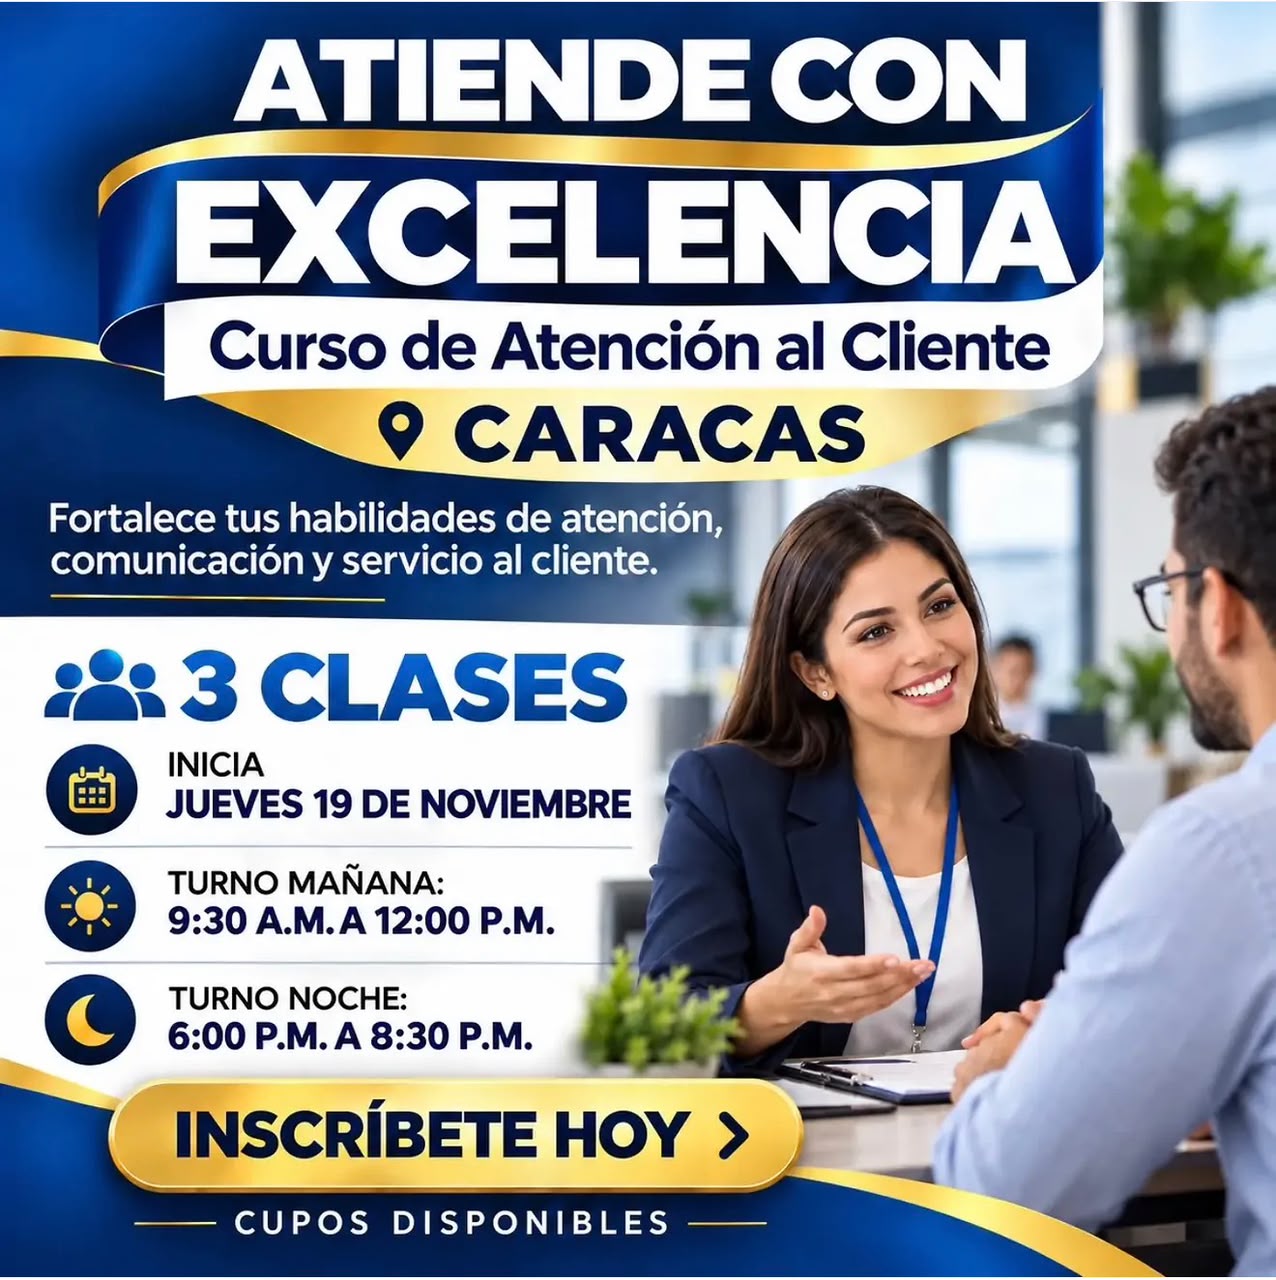 ATIENDE CON
EXCELENCIA
Curso de Atención al Cliente
CARACAS
Fortalece tus habilidades de atención,
comunicación y servicio al cliente.
3 CLASES
INICIA
JUEVES 19 DE NOVIEMBRE
TURNO MAÑANA:
9:30 A.M. A 12:00 P.M.
TURNO NOCHE:
6:00 P.M. A 8:30 P.M.
INSCRÍBETE HOY >
CUPOS DISPONIBLES